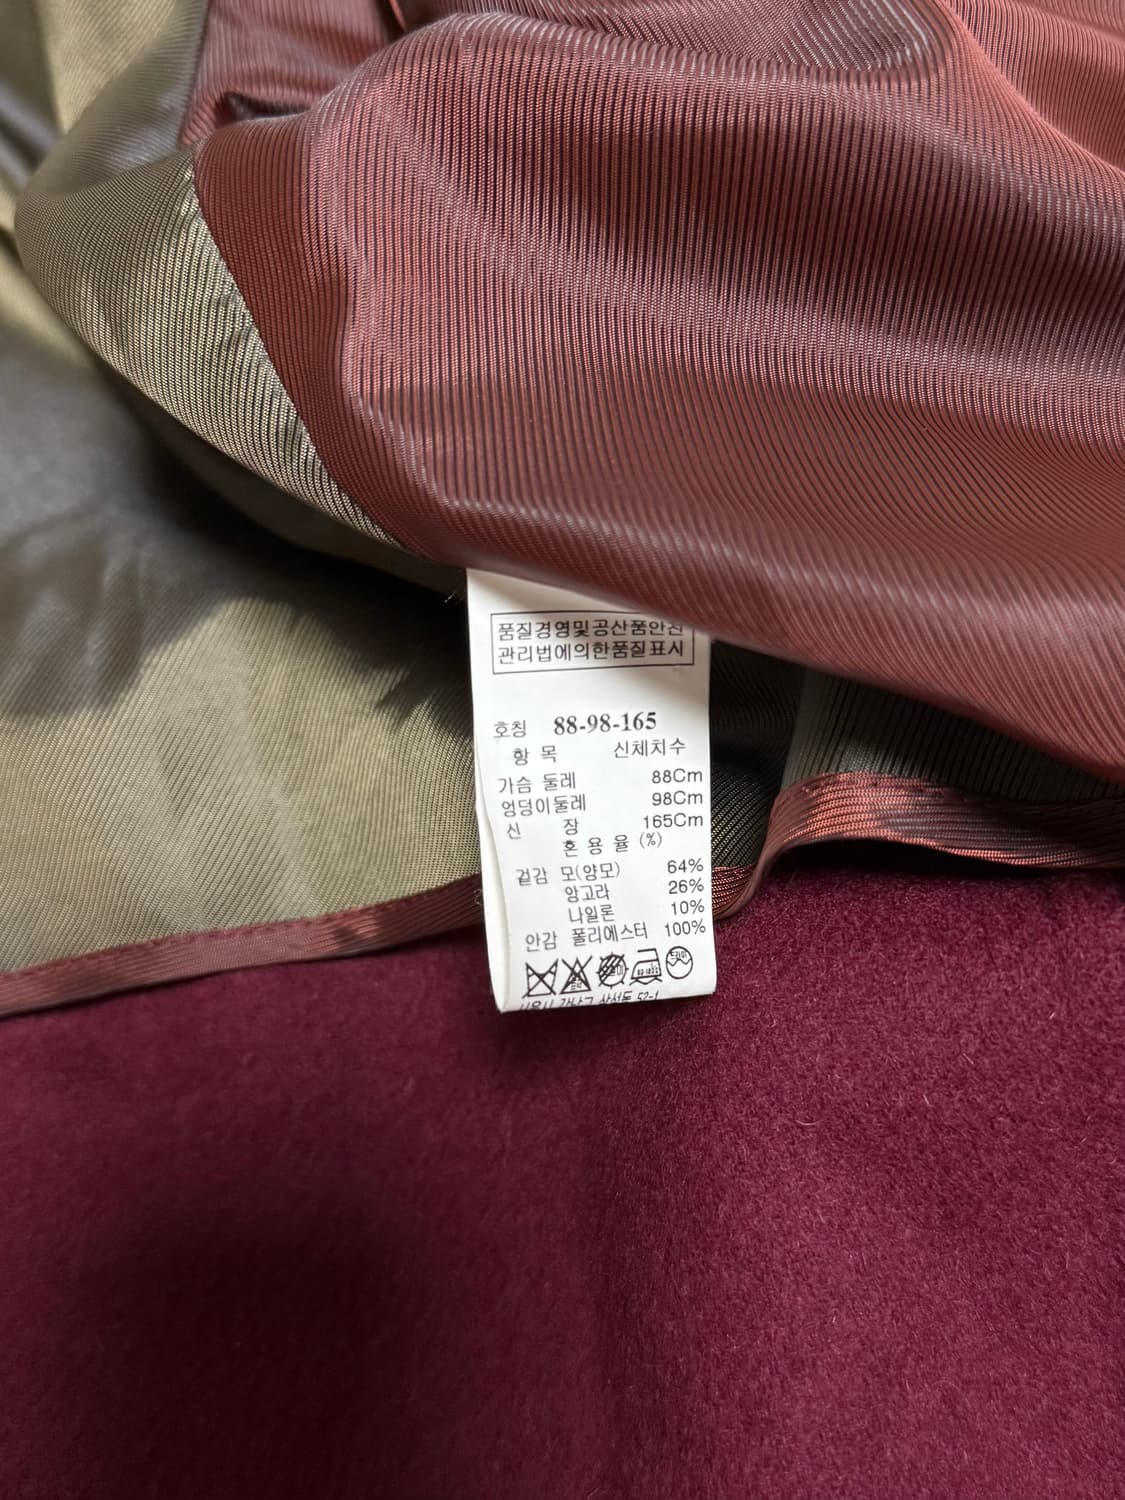 품질경영및공산품안전
관리법에의한품질표시
호칭 88-98-165
항 목 신체치수
가슴 둘레 88Cm
엉덩이둘레 98Cm
신 장 165Cm
혼 용 율 (%)
겉감 모(양모) 64%
앙고라 26%
나일론 10%
안감 폴리에스터 100%
드라이